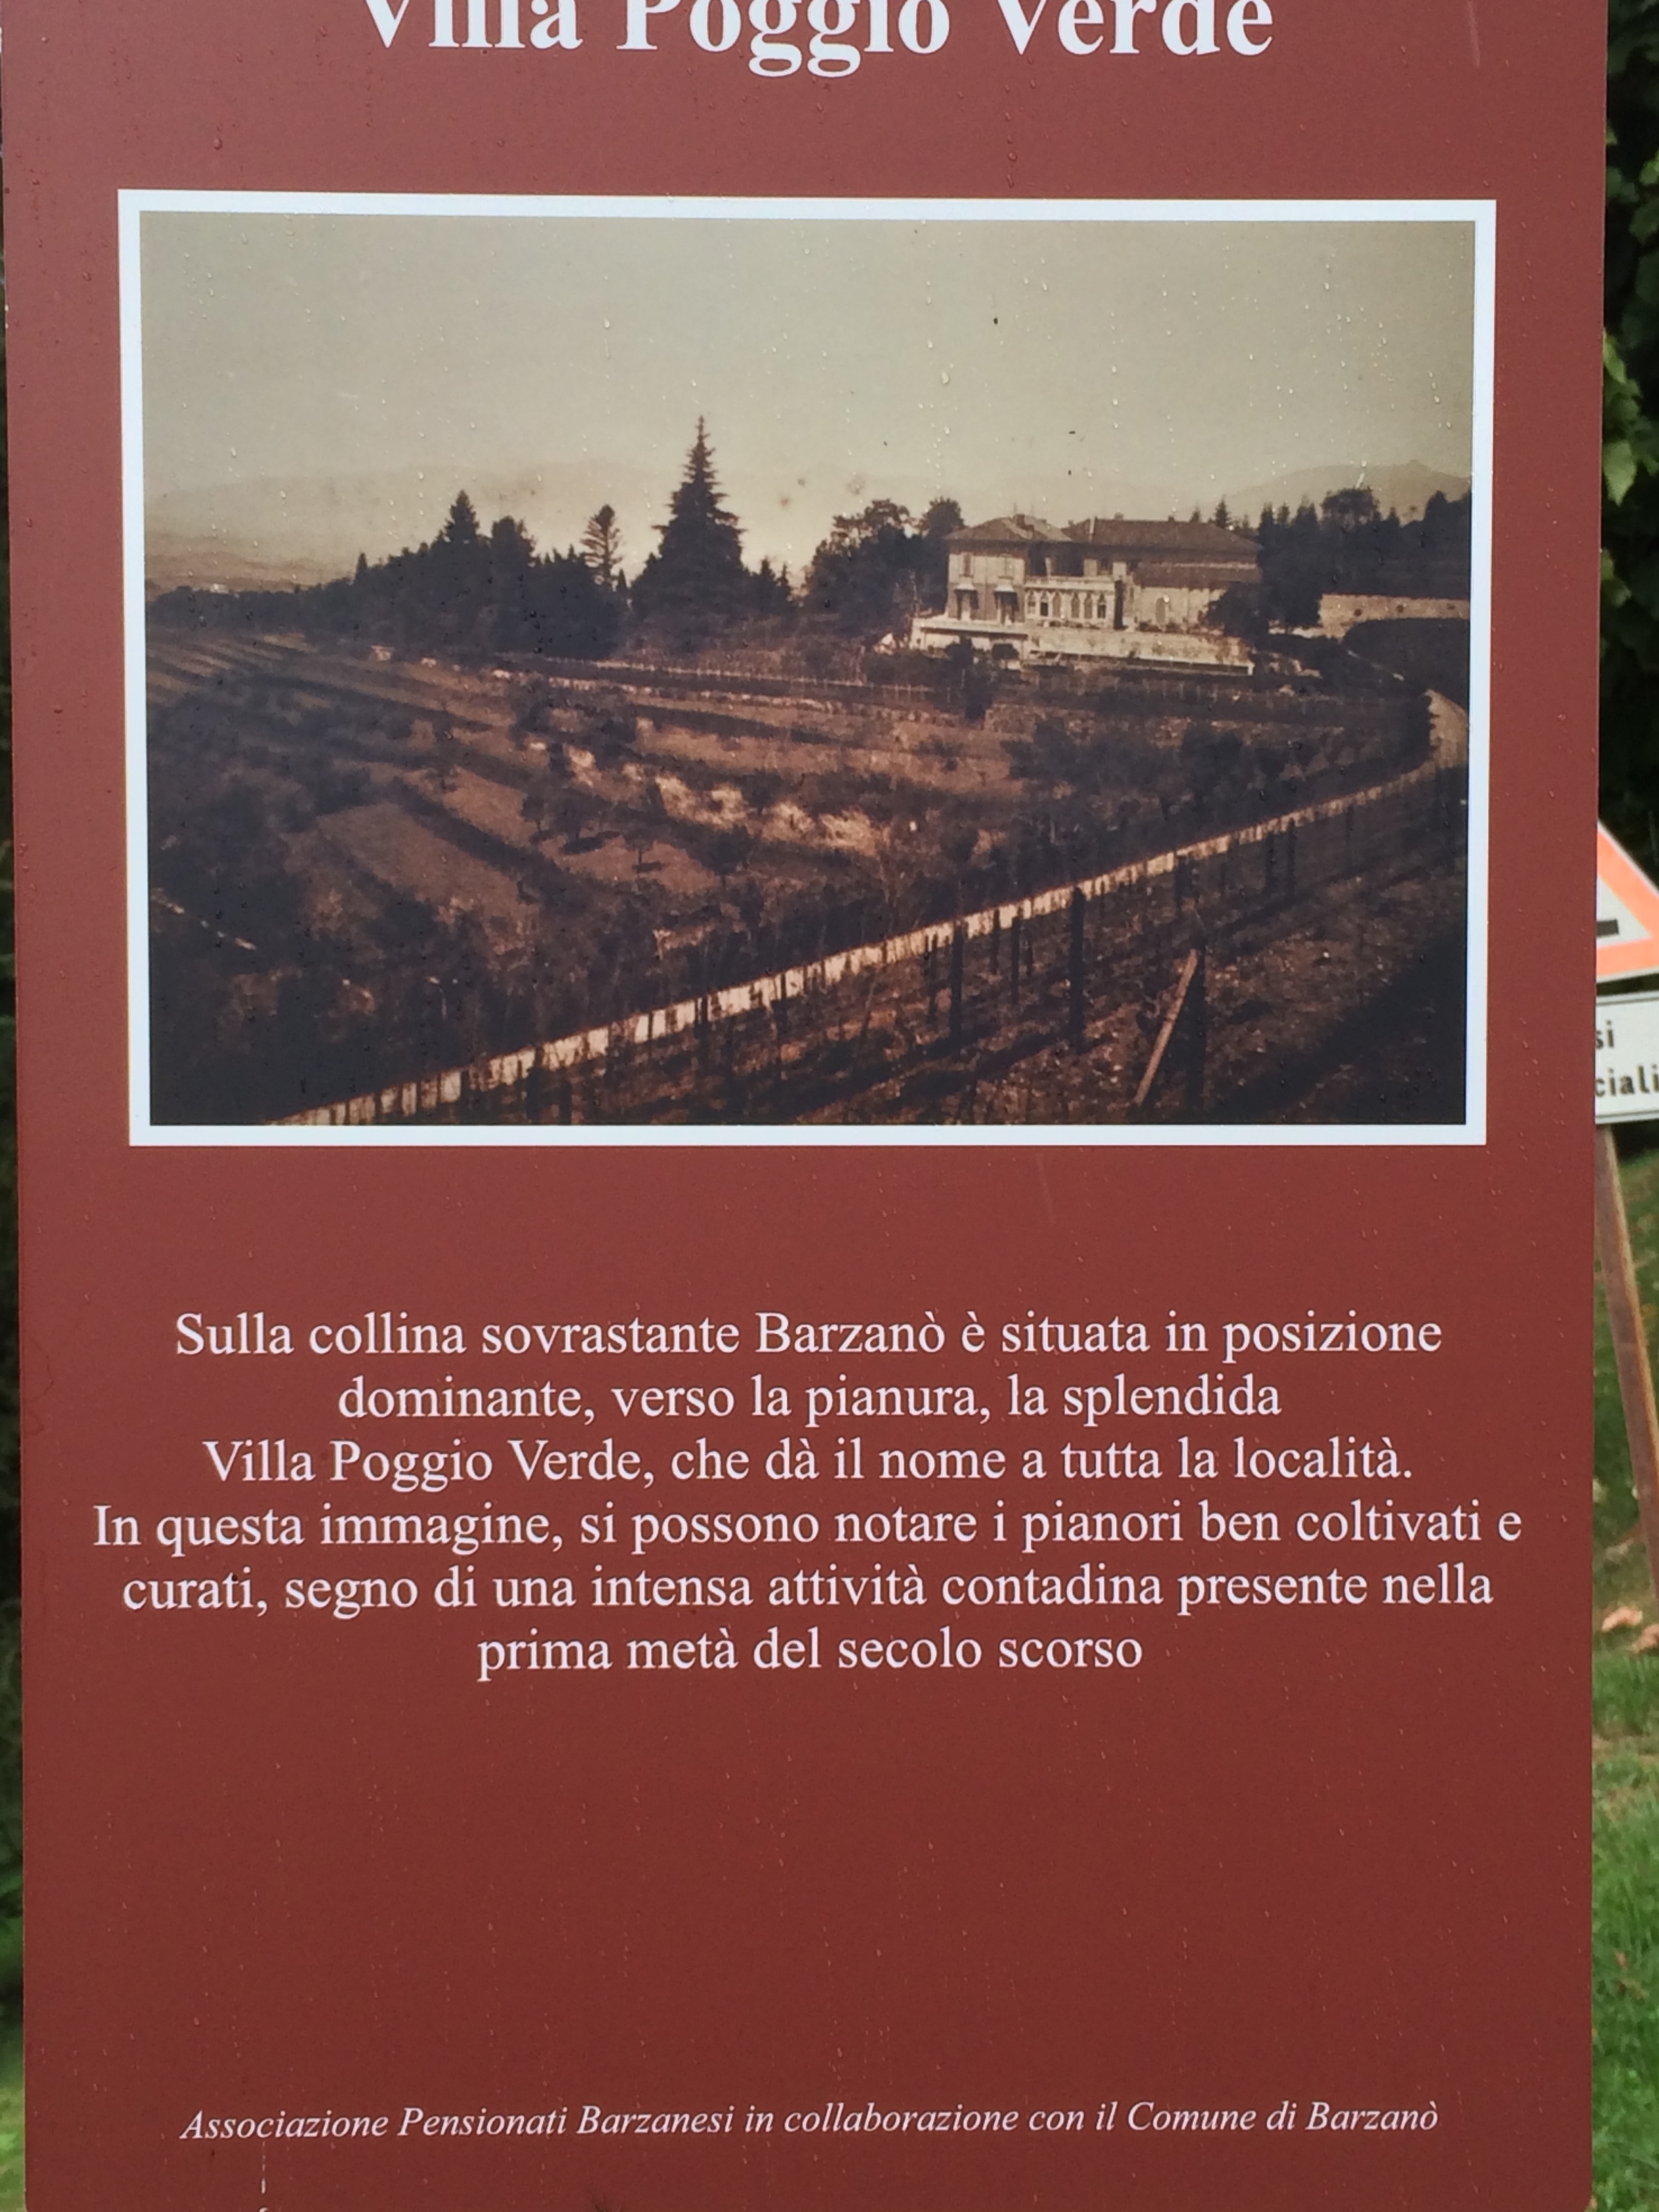 Villa Poggio Verde
Sulla collina sovrastante Barzanò è situata in posizione
dominante, verso la pianura, la splendida
Villa Poggio Verde, che dà il nome a tutta la località.
In questa immagine, si possono notare i pianori ben coltivati e
curati, segno di una intensa attività contadina presente nella
prima metà del secolo scorso
Associazione Pensionati Barzanesi in collaborazione con il Comune di Barzanò